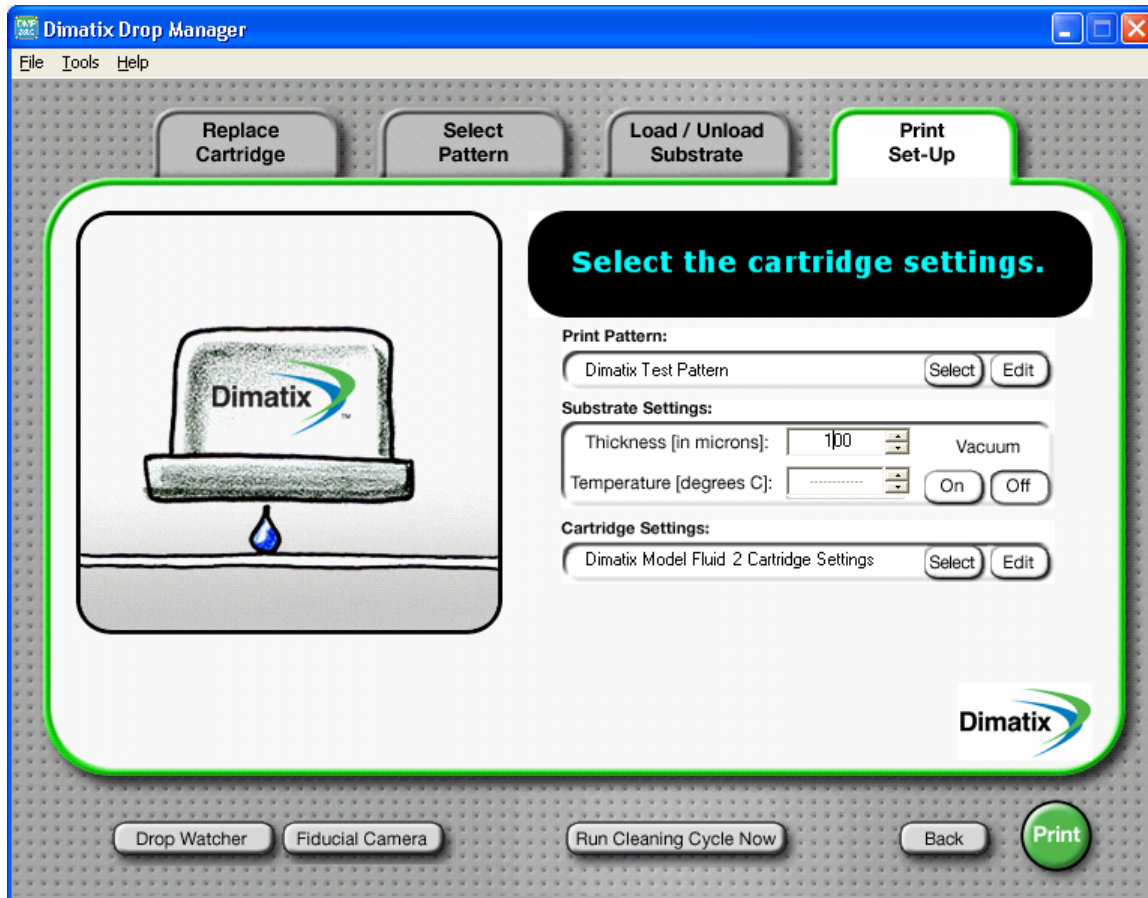 Dimatix Drop Manager
File Tools Help
Replace
Cartridge
Select
Pattern
Load / Unload
Substrate
Print
Set-Up
Dimatix
TM
Select the cartridge settings.
Print Pattern:
Dimatix Test Pattern Select Edit
Substrate Settings:
Thickness [in microns]: 100 Vacuum
Temperature [degrees C]: ---------- On Off
Cartridge Settings:
Dimatix Model Fluid 2 Cartridge Settings Select Edit
Dimatix
Drop Watcher Fiducial Camera Run Cleaning Cycle Now Back Print